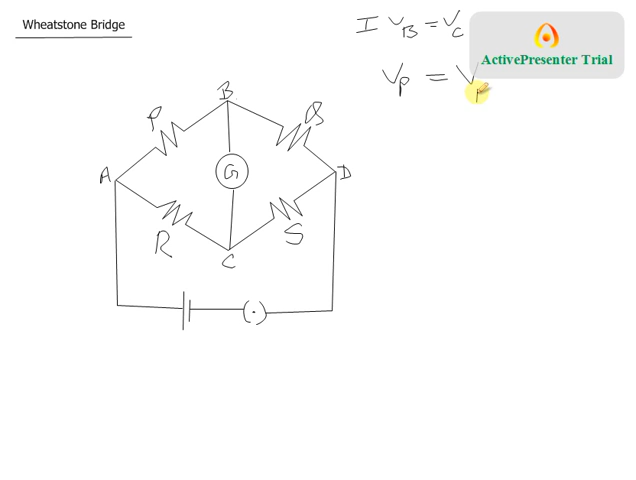 Wheatstone Bridge
I V_B = V_C
ActivePresenter Trial
V_P = V
B
P
Q
A
G
D
R
S
C